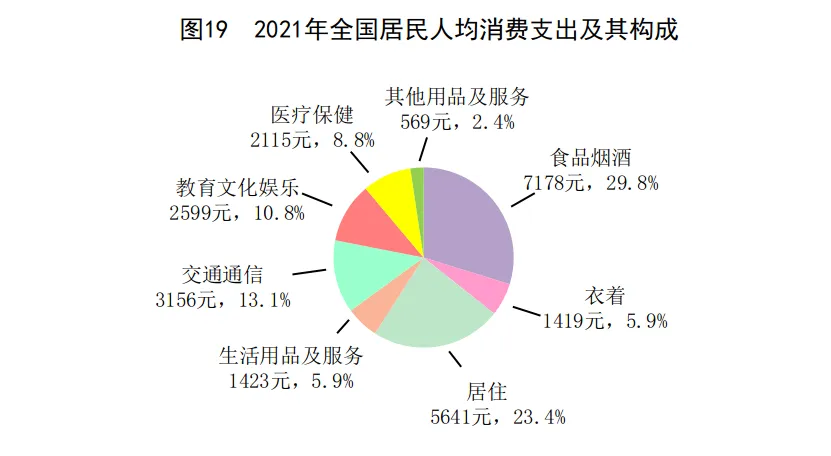 图19  2021年全国居民人均消费支出及其构成
其他用品及服务
569元，2.4%
医疗保健
2115元，8.8%
食品烟酒
7178元，29.8%
教育文化娱乐
2599元，10.8%
交通通信
3156元，13.1%
衣着
1419元，5.9%
生活用品及服务
1423元，5.9%
居住
5641元，23.4%